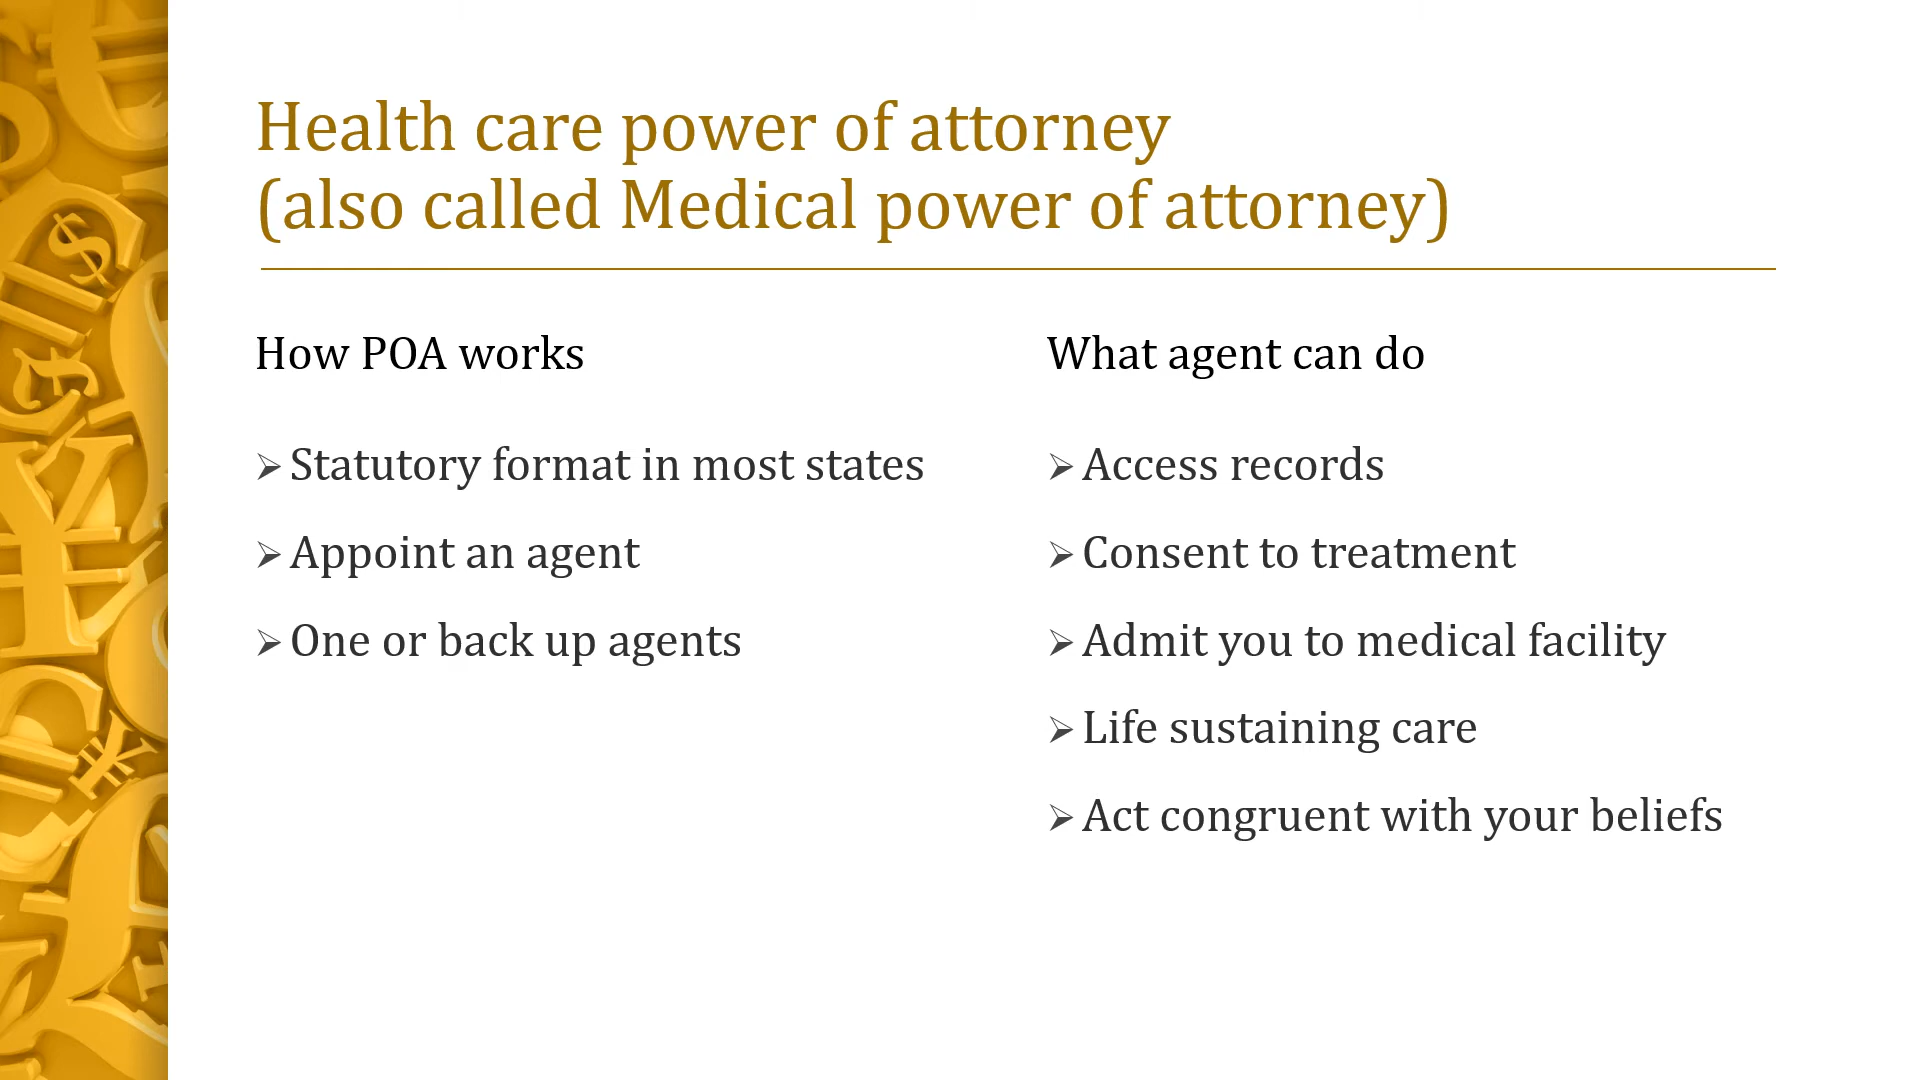 Health care power of attorney
(also called Medical power of attorney)
How POA works
Statutory format in most states
Appoint an agent
One or back up agents
What agent can do
Access records
Consent to treatment
Admit you to medical facility
Life sustaining care
Act congruent with your beliefs